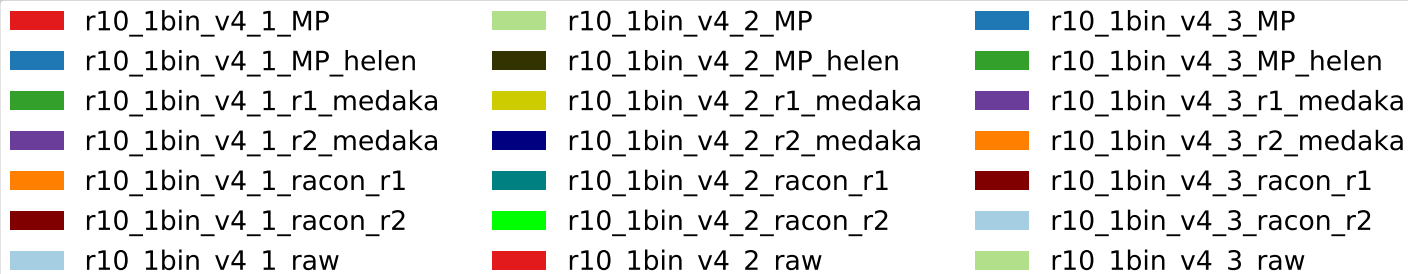 r10_1bin_v4_1_MP
r10_1bin_v4_1_MP_helen
r10_1bin_v4_1_r1_medaka
r10_1bin_v4_1_r2_medaka
r10_1bin_v4_1_racon_r1
r10_1bin_v4_1_racon_r2
r10_1bin_v4_1_raw
r10_1bin_v4_2_MP
r10_1bin_v4_2_MP_helen
r10_1bin_v4_2_r1_medaka
r10_1bin_v4_2_r2_medaka
r10_1bin_v4_2_racon_r1
r10_1bin_v4_2_racon_r2
r10_1bin_v4_2_raw
r10_1bin_v4_3_MP
r10_1bin_v4_3_MP_helen
r10_1bin_v4_3_r1_medaka
r10_1bin_v4_3_r2_medaka
r10_1bin_v4_3_racon_r1
r10_1bin_v4_3_racon_r2
r10_1bin_v4_3_raw